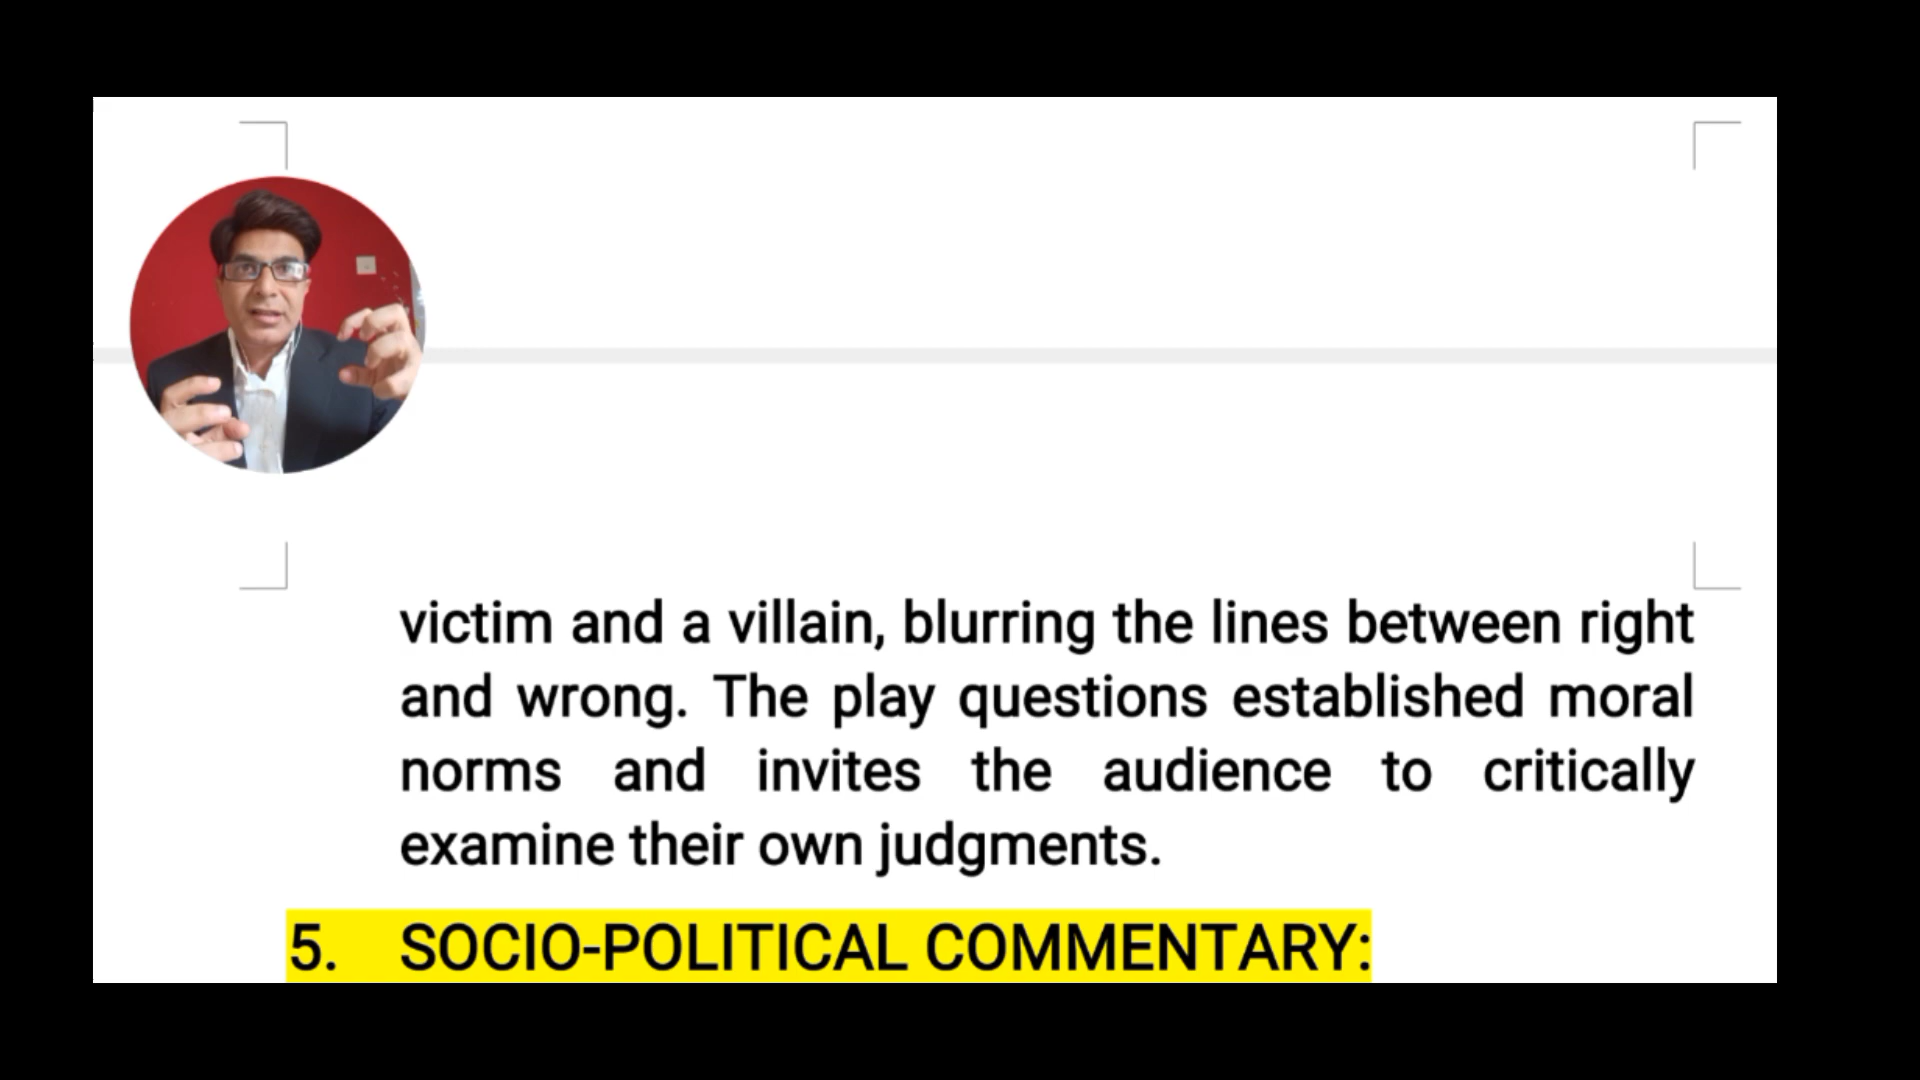 victim and a villain, blurring the lines between right
and wrong. The play questions established moral
norms and invites the audience to critically
examine their own judgments.
5. SOCIO-POLITICAL COMMENTARY: